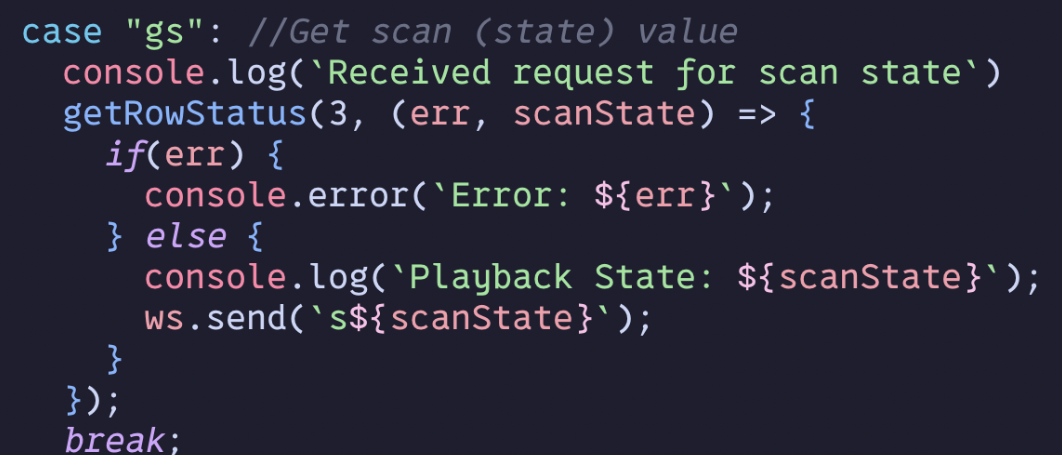 case "gs": //Get scan (state) value
console.log(`Received request for scan state`)
getRowStatus(3, (err, scanState) => {
if(err) {
console.error(`Error: ${err}`);
} else {
console.log(`Playback State: ${scanState}`);
ws.send(`s${scanState}`);
}
});
break;